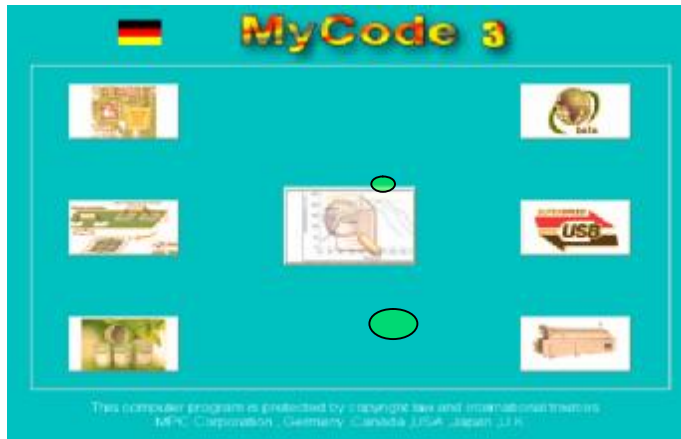 MyCode 3
data
USB
This computer program is protected by copyright law and international treaties
MPC Corporation , Germany ,Canada ,USA ,Japan ,U.K